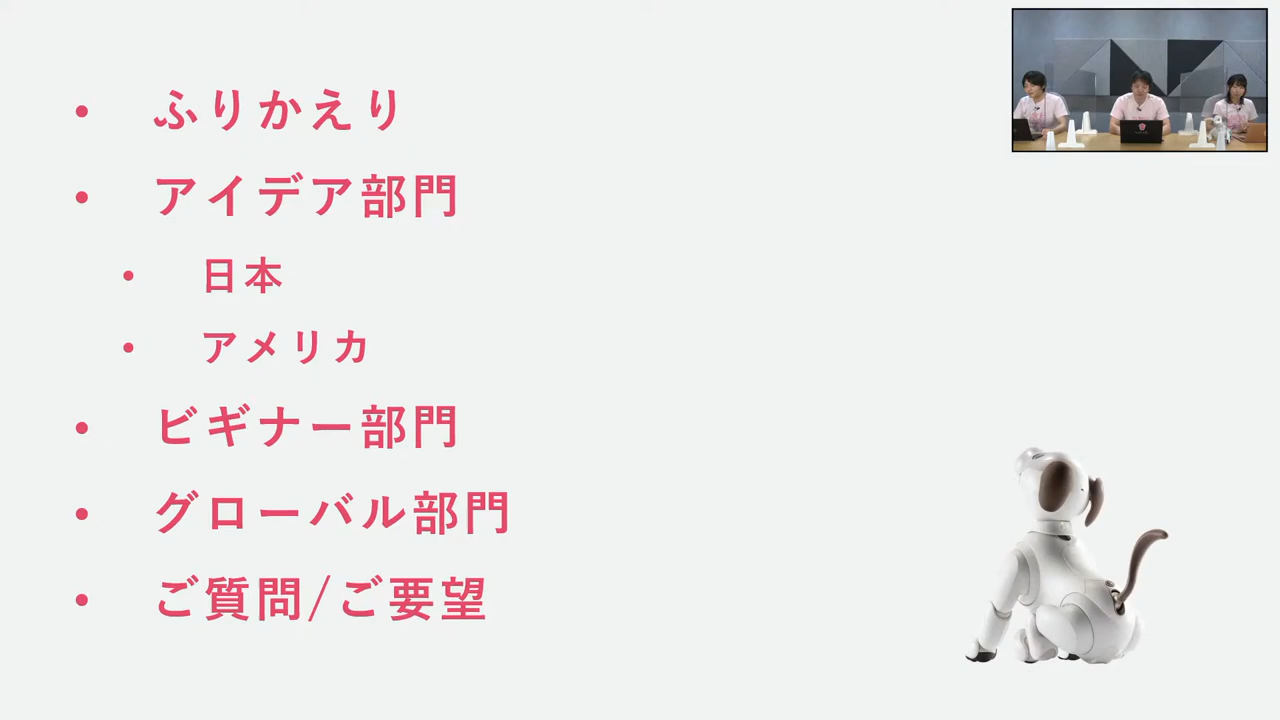 • ふりかえり
• アイデア部門
• 日本
• アメリカ
• ビギナー部門
• グローバル部門
• ご質問/ご要望